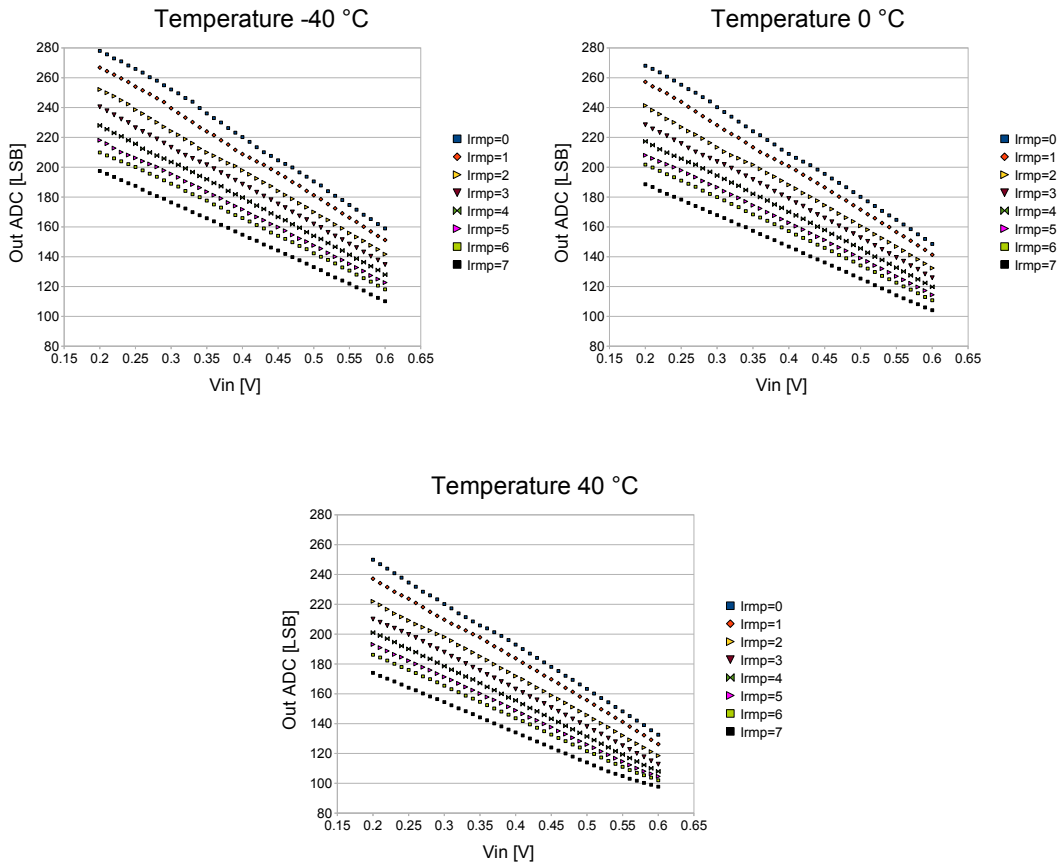 Temperature -40 °C
Out ADC [LSB]
280
260
240
220
200
180
160
140
120
100
80
0.15 0.2 0.25 0.3 0.35 0.4 0.45 0.5 0.55 0.6 0.65
Vin [V]
Irmp=0
Irmp=1
Irmp=2
Irmp=3
Irmp=4
Irmp=5
Irmp=6
Irmp=7
Temperature 0 °C
Out ADC [LSB]
280
260
240
220
200
180
160
140
120
100
80
0.15 0.2 0.25 0.3 0.35 0.4 0.45 0.5 0.55 0.6 0.65
Vin [V]
Irmp=0
Irmp=1
Irmp=2
Irmp=3
Irmp=4
Irmp=5
Irmp=6
Irmp=7
Temperature 40 °C
Out ADC [LSB]
280
260
240
220
200
180
160
140
120
100
80
0.15 0.2 0.25 0.3 0.35 0.4 0.45 0.5 0.55 0.6 0.65
Vin [V]
Irmp=0
Irmp=1
Irmp=2
Irmp=3
Irmp=4
Irmp=5
Irmp=6
Irmp=7